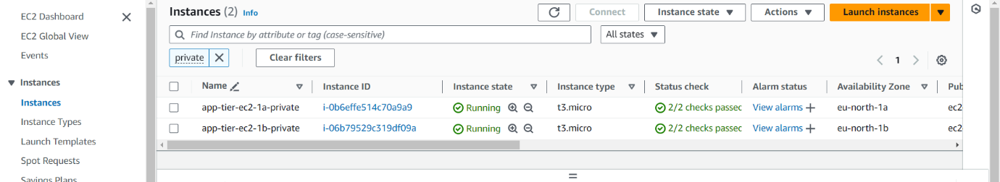 EC2 Dashboard
EC2 Global View
Events
Instances
Instances
Instance Types
Launch Templates
Spot Requests
Savings Plans
Instances (2) Info
Connect Instance state Actions Launch instances
Find Instance by attribute or tag (case-sensitive) All states
private Clear filters
1
Name Instance ID Instance state Instance type Status check Alarm status Availability Zone Pub
app-tier-ec2-1a-private i-0b6effe514c70a9a9 Running t3.micro 2/2 checks passec View alarms eu-north-1a ec2
app-tier-ec2-1b-private i-06b79529c319df09a Running t3.micro 2/2 checks passec View alarms eu-north-1b ec2